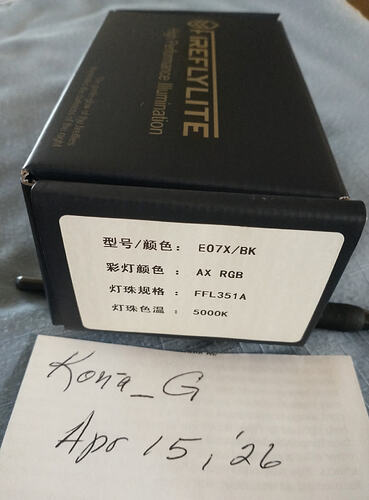 FIREFLYLITE
High Performance Illumination
型号/颜色： E07X/BK
彩灯颜色： AX RGB
灯珠规格： FFL351A
灯珠色温： 5000K
Kona_G
Apr 15, '26